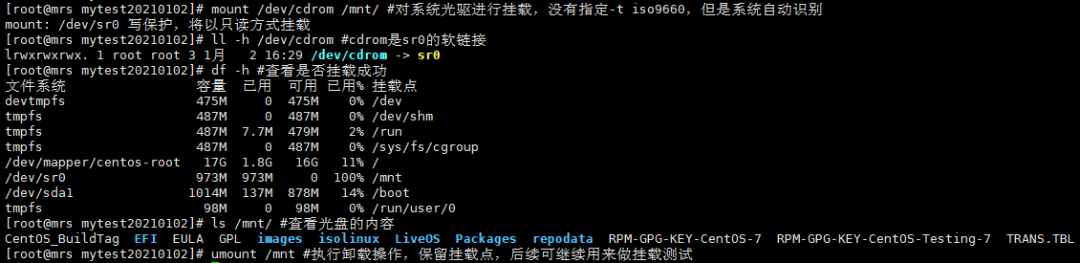 [root@mrs mytest20210102]# mount /dev/cdrom /mnt/ #对系统光驱进行挂载，没有指定-t iso9660，但是系统自动识别
mount: /dev/sr0 写保护，将以只读方式挂载
[root@mrs mytest20210102]# ll -h /dev/cdrom #cdrom是sr0的软链接
lrwxrwxrwx. 1 root root 3 1月   2 16:29 /dev/cdrom -> sr0
[root@mrs mytest20210102]# df -h #查看是否挂载成功
文件系统                 容量  已用  可用 已用% 挂载点
devtmpfs                 475M     0  475M    0% /dev
tmpfs                    487M     0  487M    0% /dev/shm
tmpfs                    487M  7.7M  479M    2% /run
tmpfs                    487M     0  487M    0% /sys/fs/cgroup
/dev/mapper/centos-root   17G  1.8G   16G   11% /
/dev/sr0                 973M  973M     0  100% /mnt
/dev/sda1               1014M  137M  878M   14% /boot
tmpfs                     98M     0   98M    0% /run/user/0
[root@mrs mytest20210102]# ls /mnt/ #查看光盘的内容
CentOS_BuildTag  EFI  EULA  GPL  images  isolinux  LiveOS  Packages  repodata  RPM-GPG-KEY-CentOS-7  RPM-GPG-KEY-CentOS-Testing-7  TRANS.TBL
[root@mrs mytest20210102]# umount /mnt #执行卸载操作，保留挂载点，后续可继续用来做挂载测试